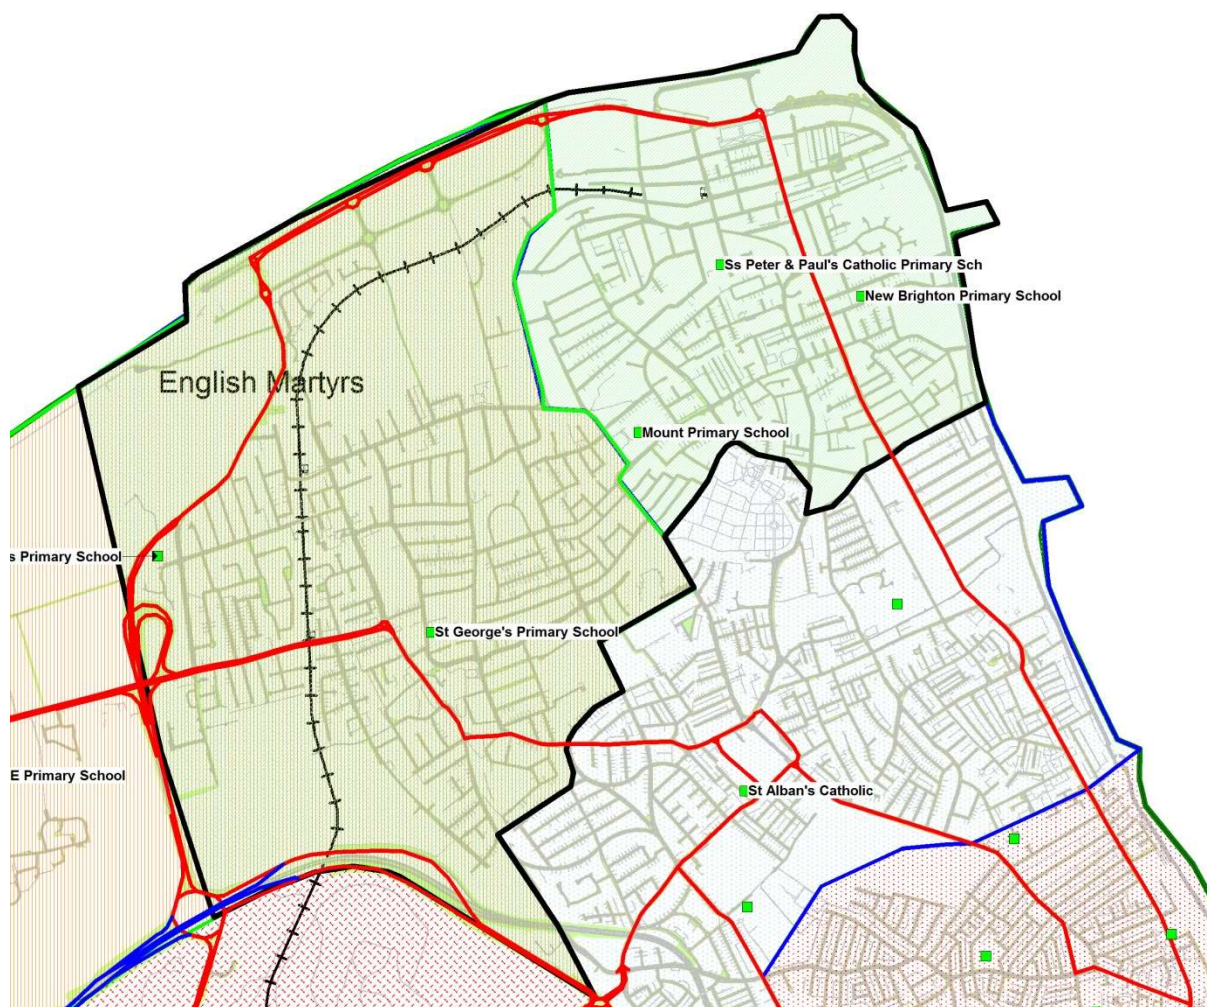 Ss Peter & Paul's Catholic Primary Sch
New Brighton Primary School
English Martyrs
Mount Primary School
s Primary School
St George's Primary School
E Primary School
St Alban's Catholic